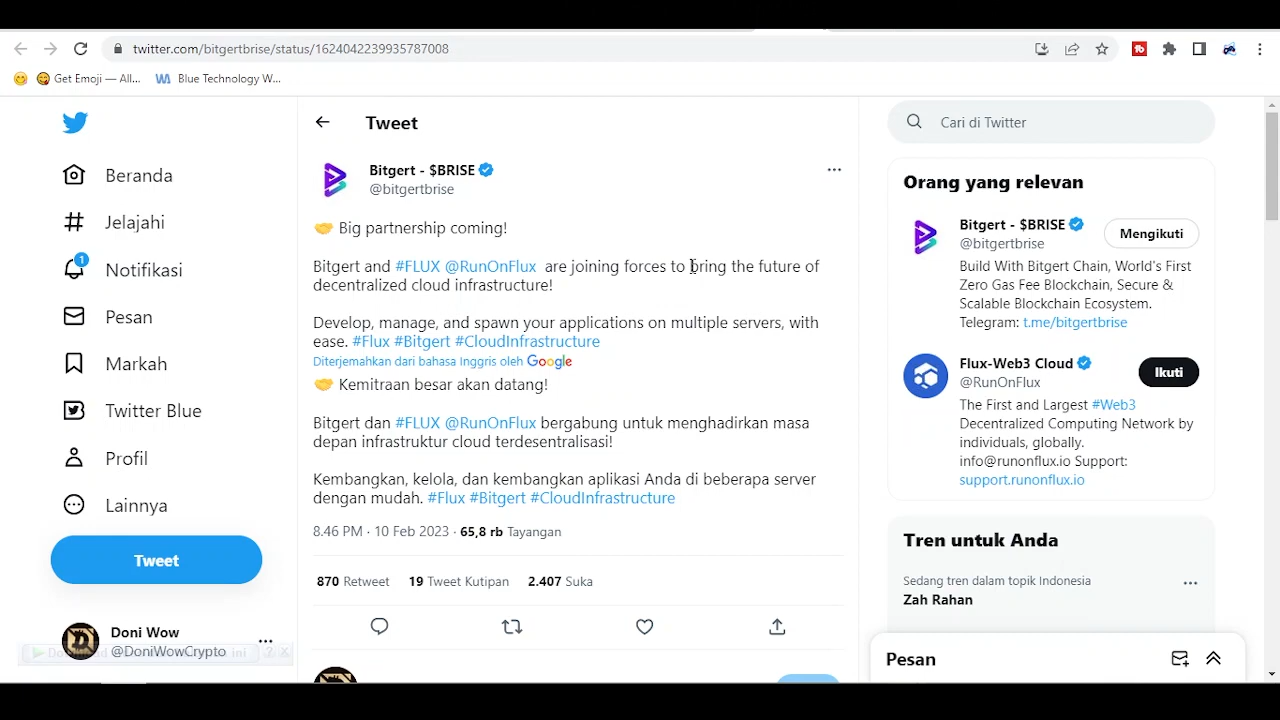 twitter.com/bitgertbrise/status/1624042239935787008
Get Emoji — All...
Blue Technology W...
Beranda
Jelajahi
1
Notifikasi
Pesan
Markah
Twitter Blue
Profil
Lainnya
Tweet
Doni Wow
@DoniWowCrypto
Tweet
Bitgert - $BRISE
@bitgertbrise
🤝 Big partnership coming!
Bitgert and #FLUX @RunOnFlux are joining forces to bring the future of
decentralized cloud infrastructure!
Develop, manage, and spawn your applications on multiple servers, with
ease. #Flux #Bitgert #CloudInfrastructure
Diterjemahkan dari bahasa Inggris oleh Google
🤝 Kemitraan besar akan datang!
Bitgert dan #FLUX @RunOnFlux bergabung untuk menghadirkan masa
depan infrastruktur cloud terdesentralisasi!
Kembangkan, kelola, dan kembangkan aplikasi Anda di beberapa server
dengan mudah. #Flux #Bitgert #CloudInfrastructure
8.46 PM · 10 Feb 2023 · 65,8 rb Tayangan
870 Retweet 19 Tweet Kutipan 2.407 Suka
Cari di Twitter
Orang yang relevan
Bitgert - $BRISE
@bitgertbrise
Mengikuti
Build With Bitgert Chain, World's First
Zero Gas Fee Blockchain, Secure &
Scalable Blockchain Ecosystem.
Telegram: t.me/bitgertbrise
Flux-Web3 Cloud
@RunOnFlux
Ikuti
The First and Largest #Web3
Decentralized Computing Network by
individuals, globally.
info@runonflux.io Support:
support.runonflux.io
Tren untuk Anda
Sedang tren dalam topik Indonesia
Zah Rahan
Pesan